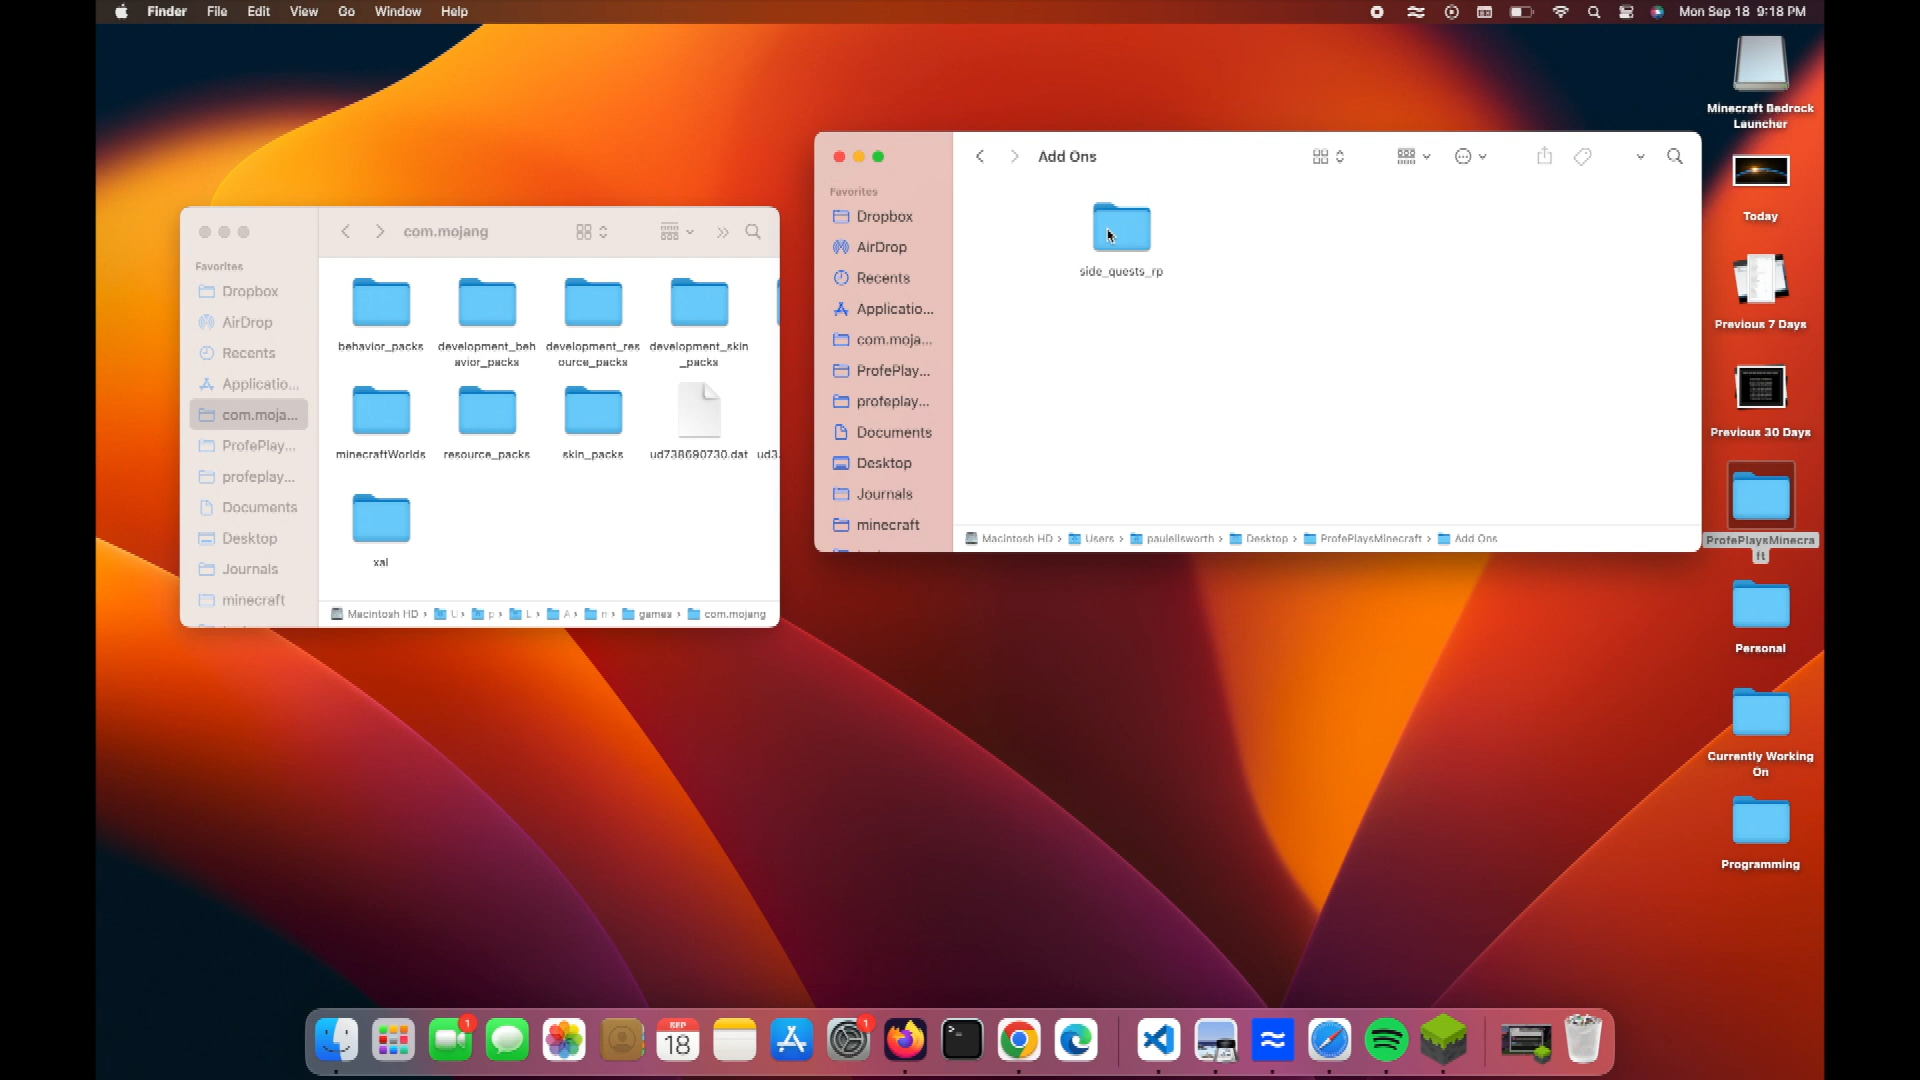 Finder File Edit View Go Window Help
Mon Sep 18 9:18 PM
com.mojang
Favorites
Dropbox
AirDrop
Recents
Applicatio...
com.moja...
ProfePlay...
profeplay...
Documents
Desktop
Journals
minecraft
behavior_packs
development_beh
avior_packs
development_res
ource_packs
development_skin
_packs
minecraftWorlds
resource_packs
skin_packs
ud738690730.dat
ud3
xal
Macintosh HD › U › p › L › A › n › games › com.mojang
Add Ons
Favorites
Dropbox
AirDrop
Recents
Applicatio...
com.moja...
ProfePlay...
profeplay...
Documents
Desktop
Journals
minecraft
side_quests_rp
Macintosh HD › Users › paulellsworth › Desktop › ProfePlaysMinecraft › Add Ons
Minecraft Bedrock
Launcher
Today
Previous 7 Days
Previous 30 Days
ProfePlaysMinecra
ft
Personal
Currently Working
On
Programming
1
SEP
18
1